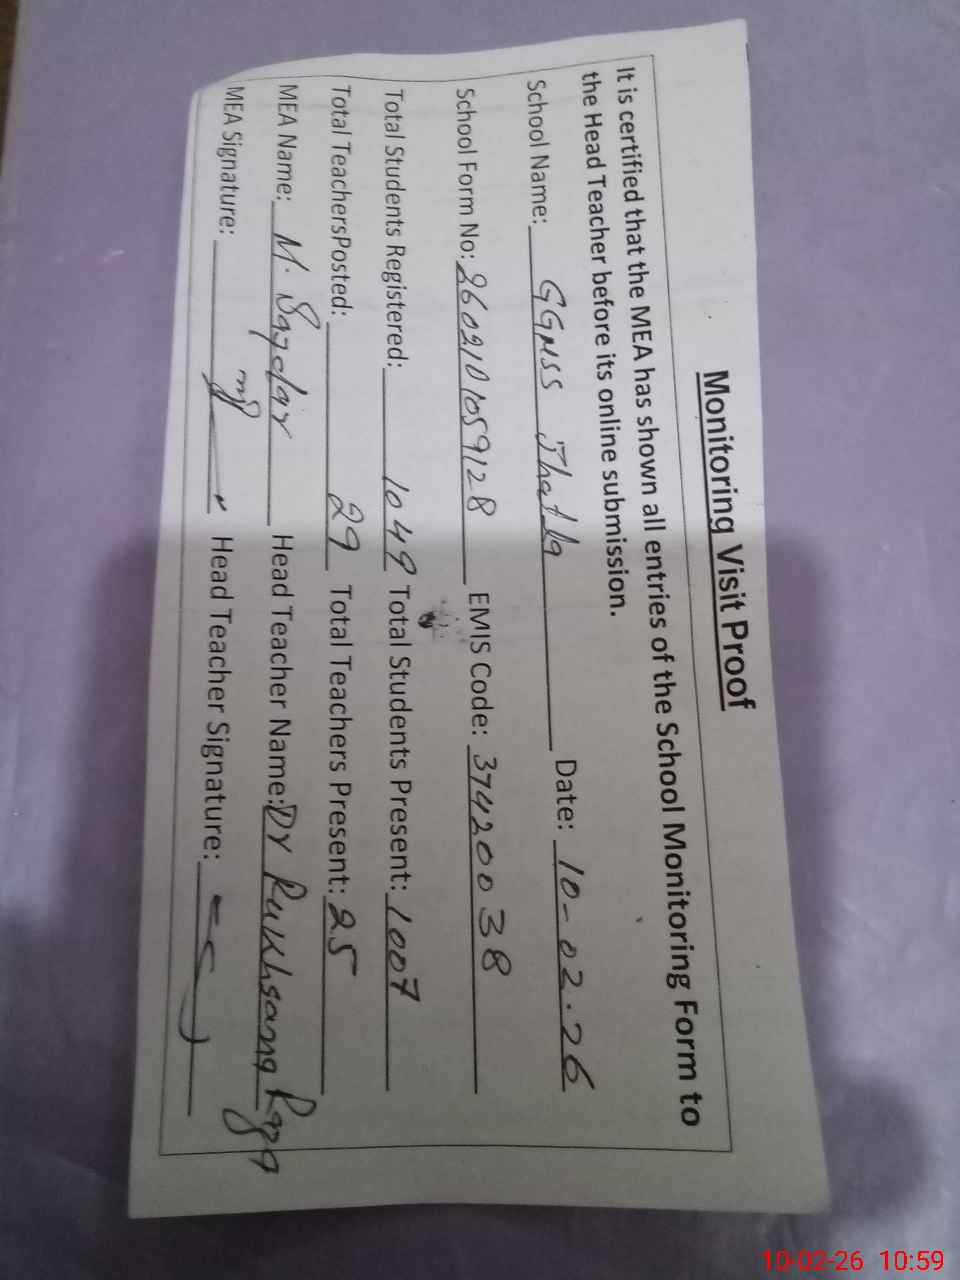 Monitoring Visit Proof
It is certified that the MEA has shown all entries of the School Monitoring Form to
the Head Teacher before its online submission.
School Name: GGHSS Jhatla Date: 10-02.26
School Form No: 2602101059128 EMIS Code: 37420038
Total Students Registered: 1049 Total Students Present: 1007
Total TeachersPosted: 29 Total Teachers Present: 25
MEA Name: M. Safdar Head Teacher Name: Dr Rukhsana Raza
MEA Signature: Head Teacher Signature:
10-02-26 10:59